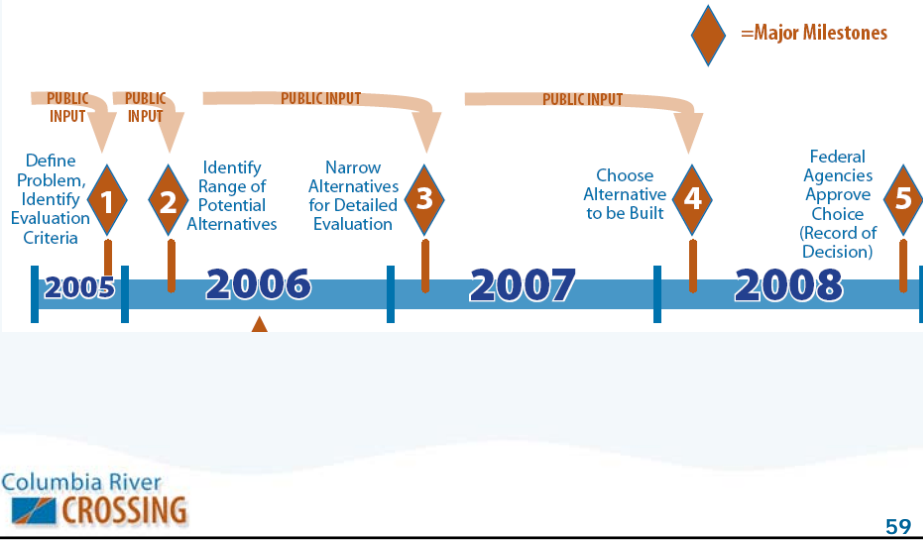 =Major Milestones
PUBLIC
INPUT
PUBLIC
INPUT
PUBLIC INPUT
PUBLIC INPUT
Define
Problem,
Identify
Evaluation
Criteria
1
2
Identify
Range of
Potential
Alternatives
Narrow
Alternatives
for Detailed
Evaluation
3
Choose
Alternative
to be Built
4
Federal
Agencies
Approve
Choice
(Record of
Decision)
5
2005
2006
2007
2008
Columbia River
CROSSING
59